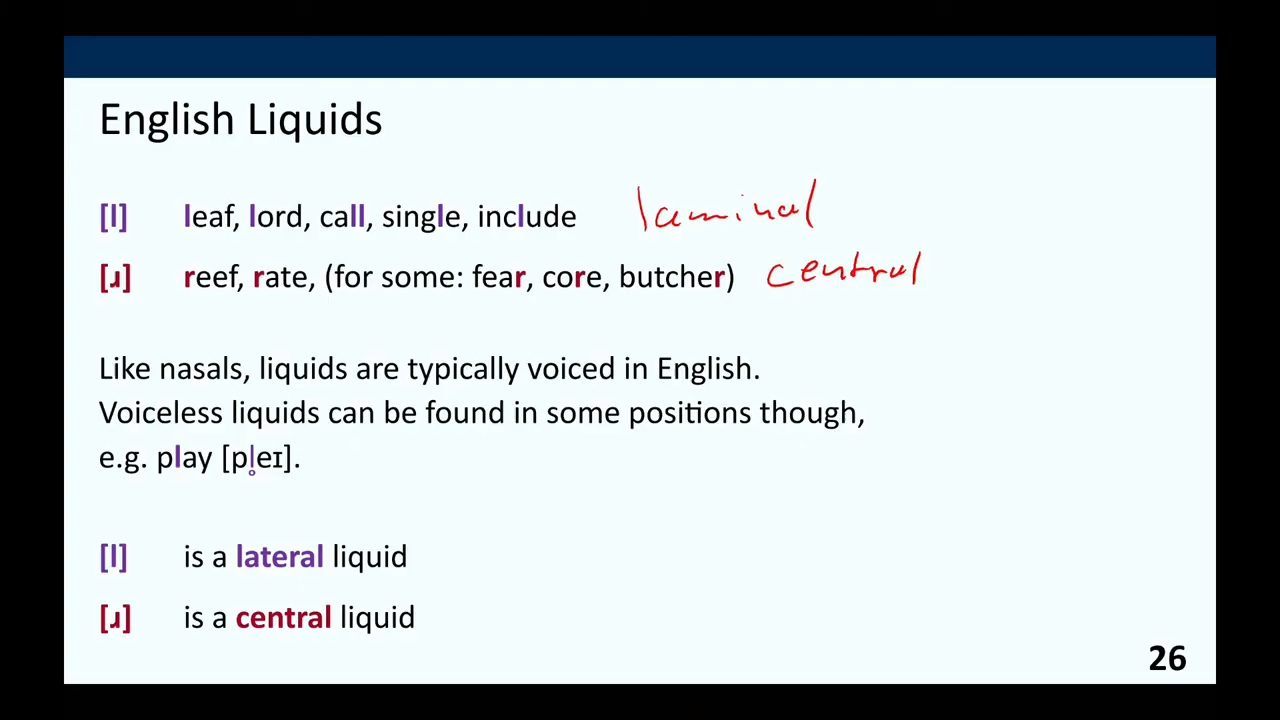 English Liquids
[l] leaf, lord, call, single, include laminal
[ɹ] reef, rate, (for some: fear, core, butcher) central
Like nasals, liquids are typically voiced in English.
Voiceless liquids can be found in some positions though,
e.g. play [pl̥eɪ].
[l] is a lateral liquid
[ɹ] is a central liquid
26